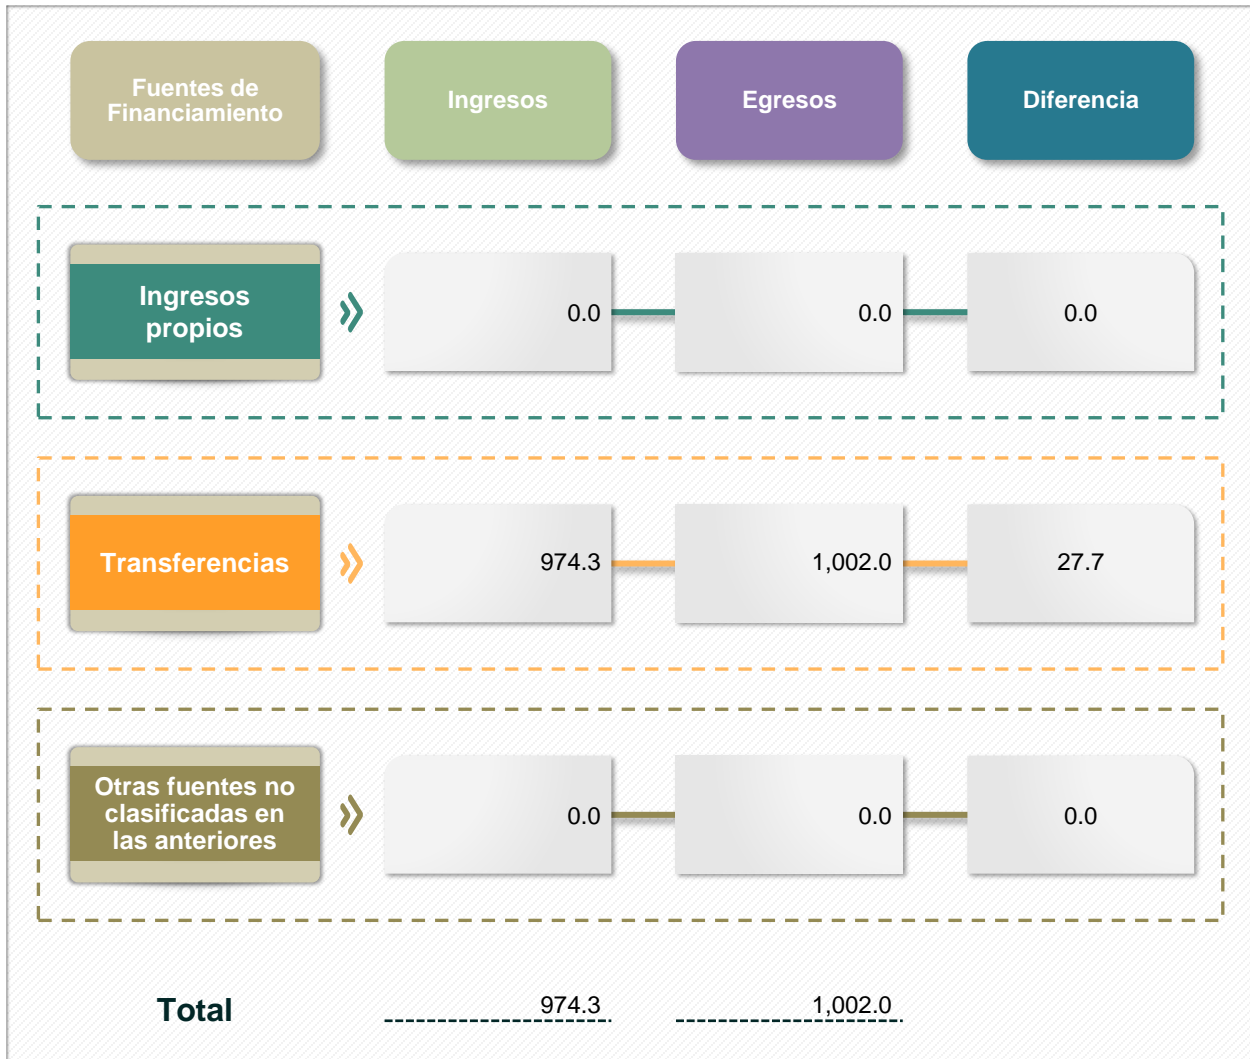 Fuentes de
Financiamiento
Ingresos
Egresos
Diferencia
Ingresos
propios
0.0
0.0
0.0
Transferencias
974.3
1,002.0
27.7
Otras fuentes no
clasificadas en
las anteriores
0.0
0.0
0.0
Total
974.3
1,002.0